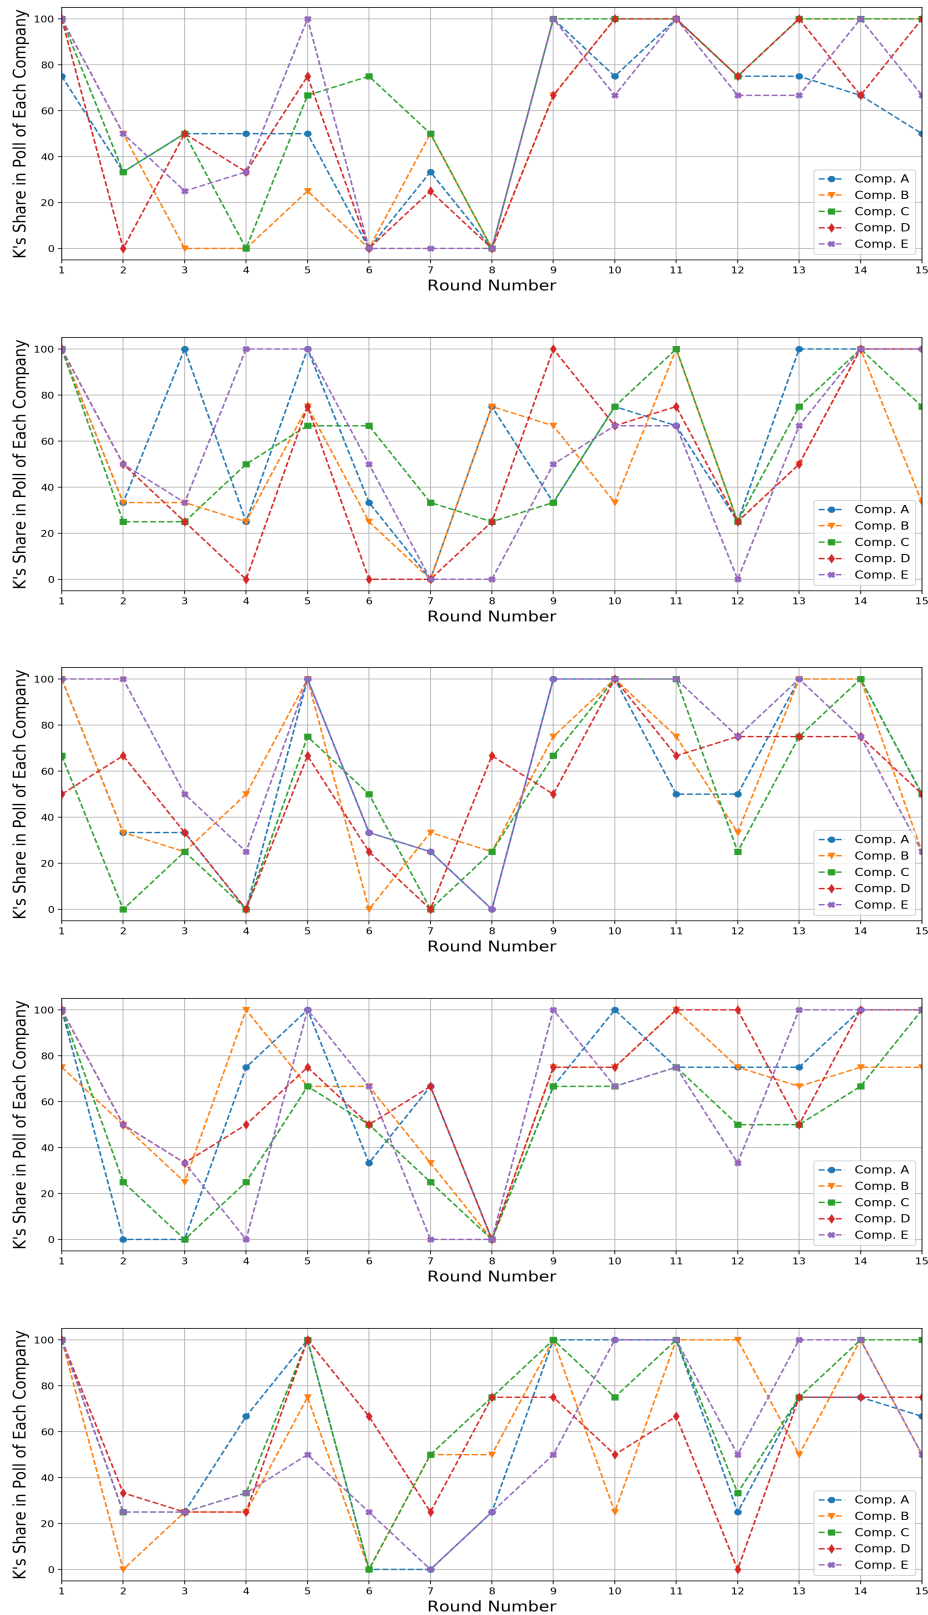 K's Share in Poll of Each Company
100
80
60
40
20
0
Comp. A
Comp. B
Comp. C
Comp. D
Comp. E
1 2 3 4 5 6 7 8 9 10 11 12 13 14 15
Round Number
K's Share in Poll of Each Company
100
80
60
40
20
0
Comp. A
Comp. B
Comp. C
Comp. D
Comp. E
1 2 3 4 5 6 7 8 9 10 11 12 13 14 15
Round Number
K's Share in Poll of Each Company
100
80
60
40
20
0
Comp. A
Comp. B
Comp. C
Comp. D
Comp. E
1 2 3 4 5 6 7 8 9 10 11 12 13 14 15
Round Number
K's Share in Poll of Each Company
100
80
60
40
20
0
Comp. A
Comp. B
Comp. C
Comp. D
Comp. E
1 2 3 4 5 6 7 8 9 10 11 12 13 14 15
Round Number
K's Share in Poll of Each Company
100
80
60
40
20
0
Comp. A
Comp. B
Comp. C
Comp. D
Comp. E
1 2 3 4 5 6 7 8 9 10 11 12 13 14 15
Round Number